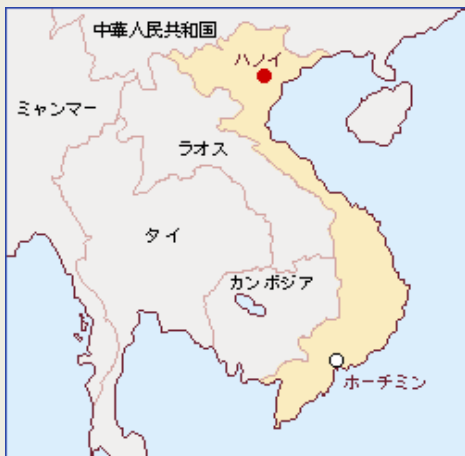 中華人民共和国
ハノイ
ミャンマー
ラオス
タイ
カンボジア
ホーチミン